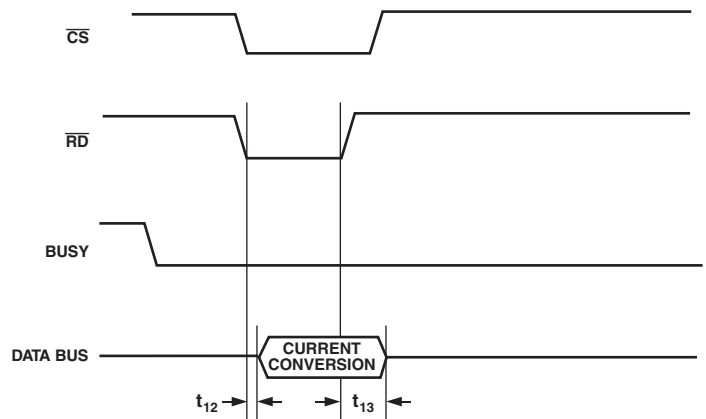 CS
RD
BUSY
DATA BUS
CURRENT
CONVERSION
t12
t13